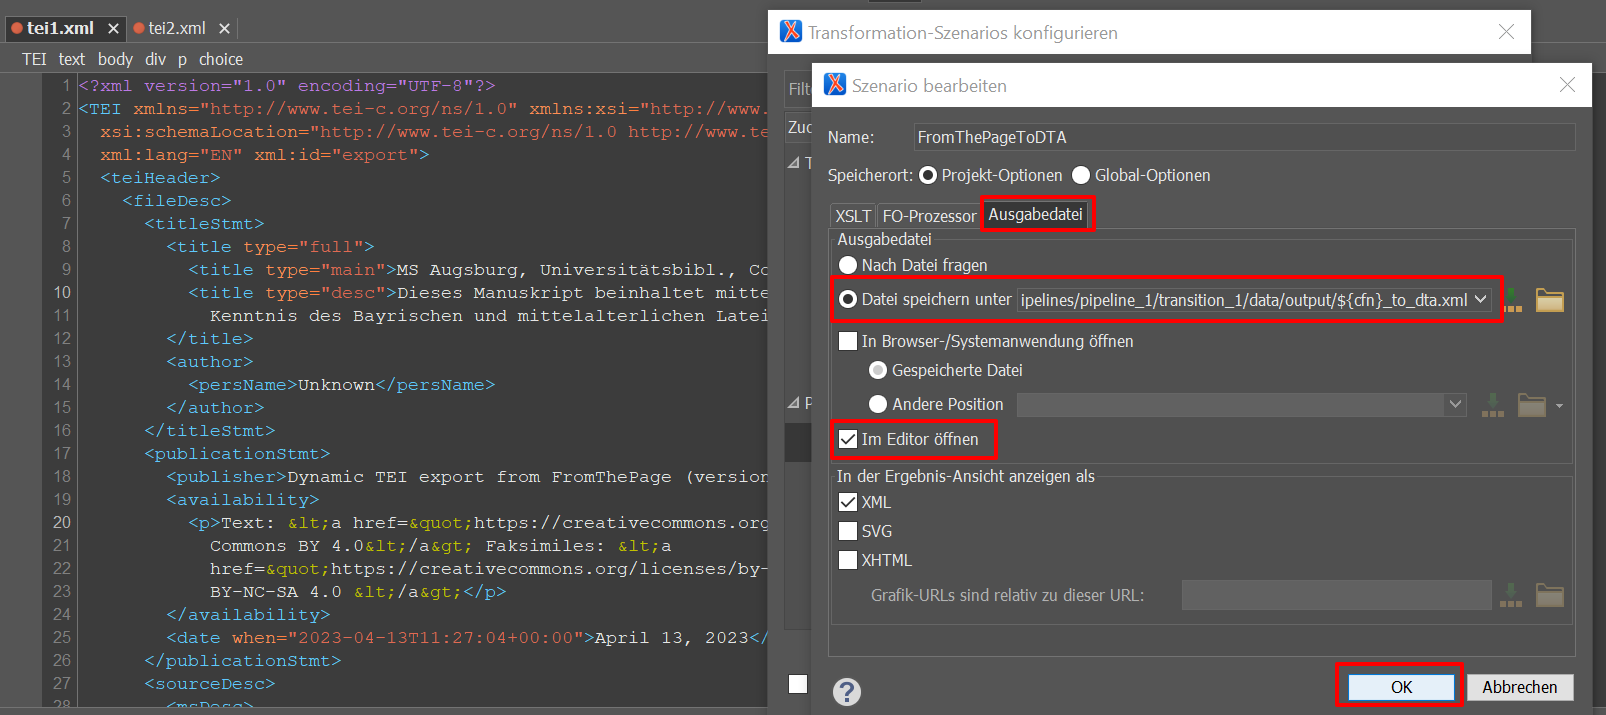 tei1.xml
tei2.xml
TEI text body div p choice
1 <?xml version="1.0" encoding="UTF-8"?>
2 <TEI xmlns="http://www.tei-c.org/ns/1.0" xmlns:xsi="http://www.
3 xsi:schemaLocation="http://www.tei-c.org/ns/1.0 http://www.te
4 xml:lang="EN" xml:id="export">
5 <teiHeader>
6 <fileDesc>
7 <titleStmt>
8 <title type="full">
9 <title type="main">MS Augsburg, Universitätsbibl., Co
10 <title type="desc">Dieses Manuskript beinhaltet mitte
11 Kenntnis des Bayrischen und mittelalterlichen Latei
12 </title>
13 <author>
14 <persName>Unknown</persName>
15 </author>
16 </titleStmt>
17 <publicationStmt>
18 <publisher>Dynamic TEI export from FromThePage (version
19 <availability>
20 <p>Text: &lt;a href=&quot;https://creativecommons.org
21 Commons BY 4.0&lt;/a&gt; Faksimiles: &lt;a
22 href=&quot;https://creativecommons.org/licenses/by-
23 BY-NC-SA 4.0 &lt;/a&gt;</p>
24 </availability>
25 <date when="2023-04-13T11:27:04+00:00">April 13, 2023</
26 </publicationStmt>
27 <sourceDesc>
28 <msDesc>
Transformation-Szenarios konfigurieren
Filt
Zuc
T
P
Szenario bearbeiten
Name: FromThePageToDTA
Speicherort: Projekt-Optionen Global-Optionen
XSLT FO-Prozessor Ausgabedatei
Ausgabedatei
Nach Datei fragen
Datei speichern unter ipelines/pipeline_1/transition_1/data/output/${cfn}_to_dta.xml
In Browser-/Systemanwendung öffnen
Gespeicherte Datei
Andere Position
Im Editor öffnen
In der Ergebnis-Ansicht anzeigen als
XML
SVG
XHTML
Grafik-URLs sind relativ zu dieser URL:
?
OK
Abbrechen